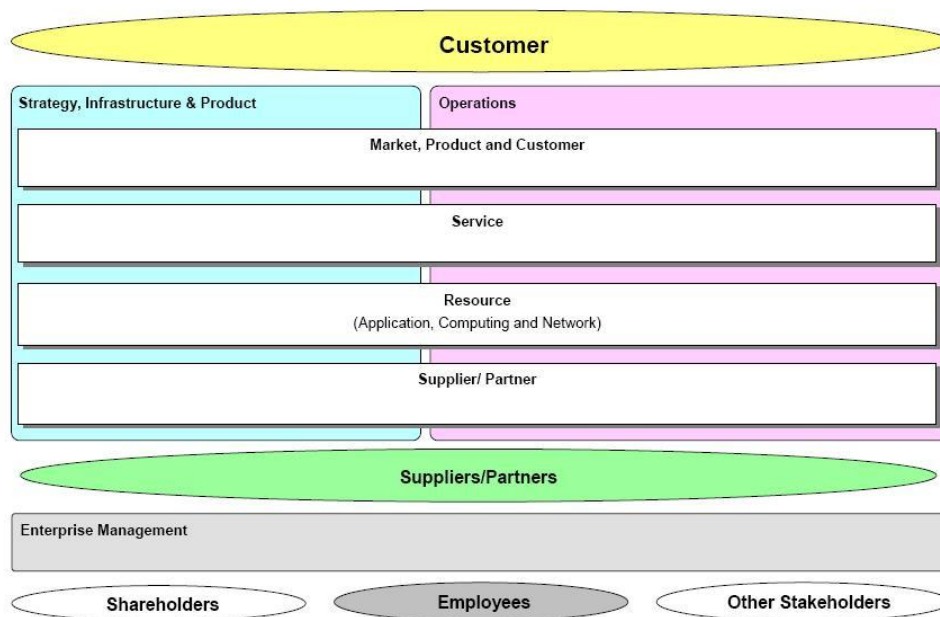 Customer
Strategy, Infrastructure & Product
Operations
Market, Product and Customer
Service
Resource
(Application, Computing and Network)
Supplier/ Partner
Suppliers/Partners
Enterprise Management
Shareholders
Employees
Other Stakeholders